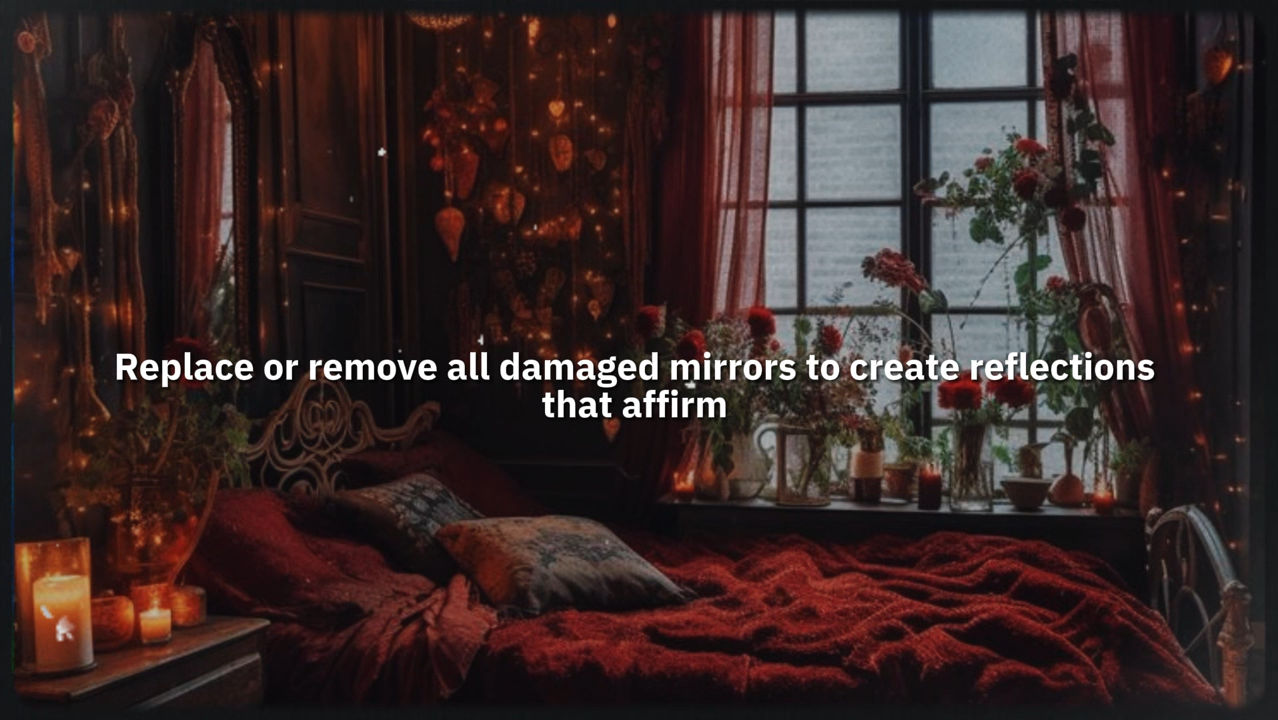 Replace or remove all damaged mirrors to create reflections
that affirm